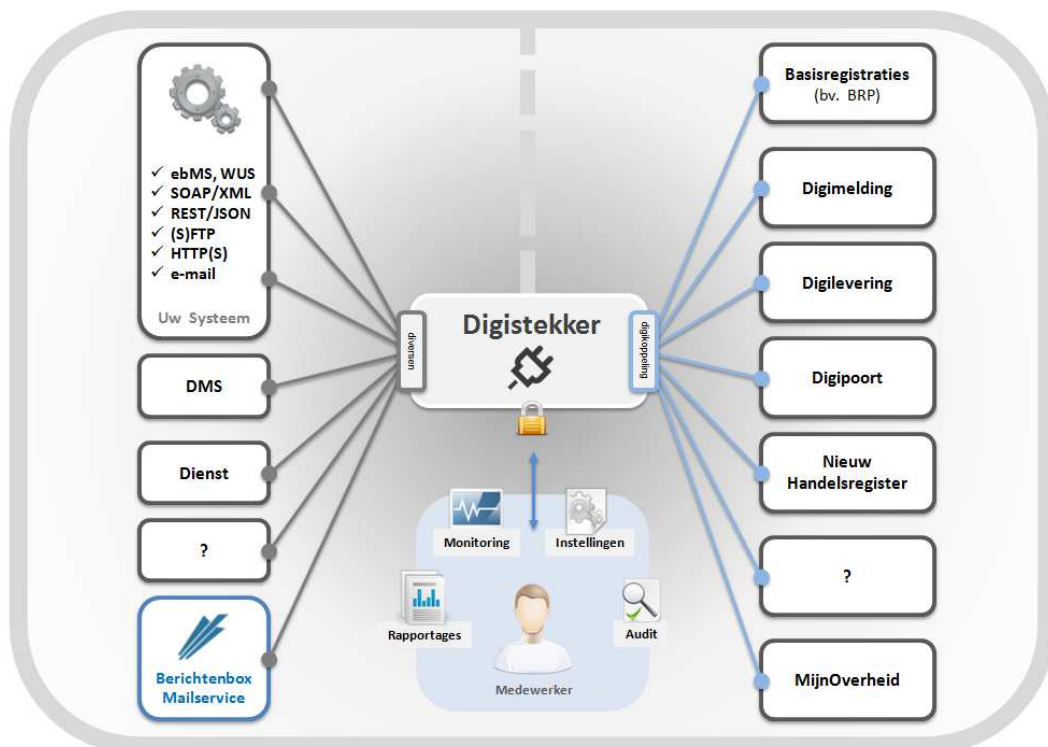 ✓ ebMS, WUS
✓ SOAP/XML
✓ REST/JSON
✓ (S)FTP
✓ HTTP(S)
✓ e-mail
Uw Systeem
DMS
Dienst
?
Berichtenbox
Mailservice
diversen
Digistekker
digikoppeling
Monitoring
Instellingen
Rapportages
Audit
Medewerker
Basisregistraties
(bv. BRP)
Digimelding
Digilevering
Digipoort
Nieuw
Handelsregister
?
MijnOverheid